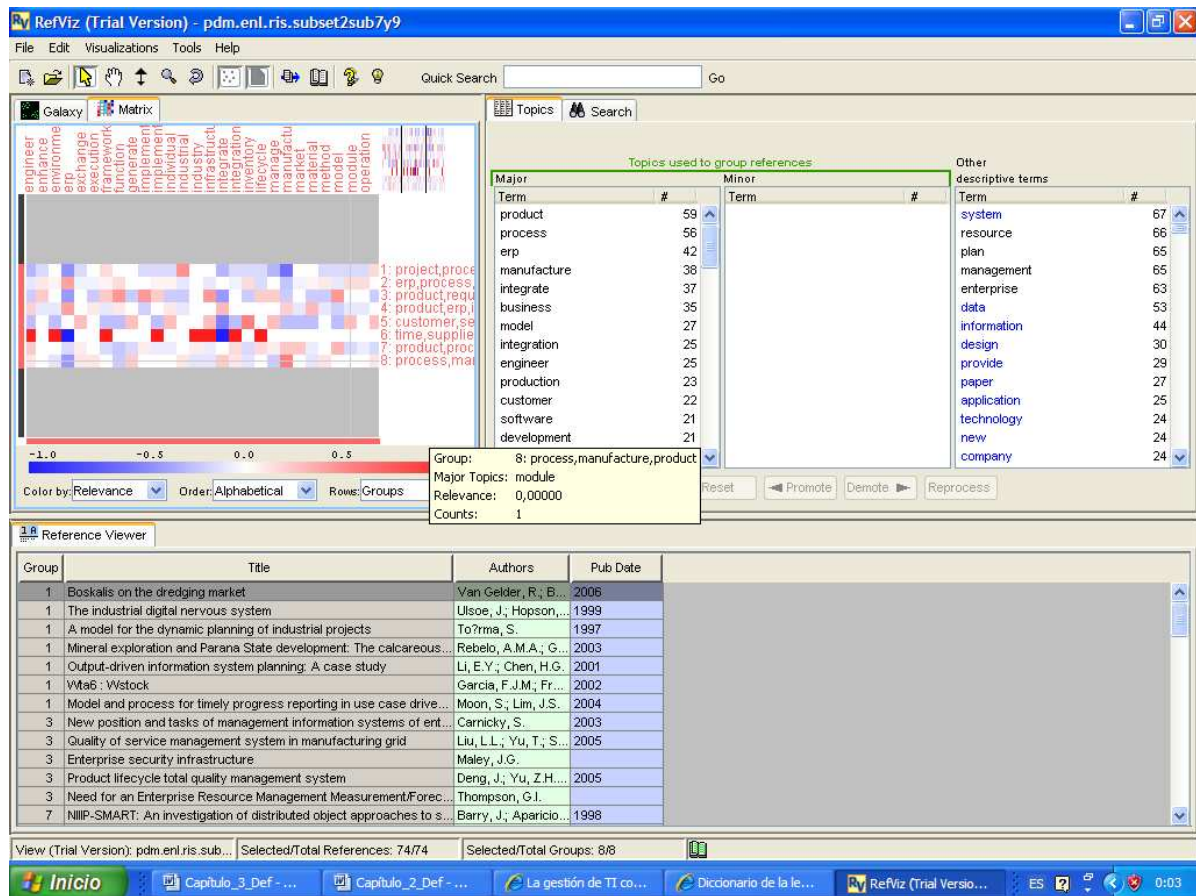 RefViz (Trial Version) - pdm.enl.ris.subset2sub7y9
File Edit Visualizations Tools Help
Quick Search Go
Galaxy Matrix
Topics Search
engineer
enhance
environme
erp
exchange
execution
framework
function
generate
implement
implement
individual
industrial
industry
infrastructu
integrate
integration
inventory
lifecycle
manage
manufactu
market
material
method
model
module
operation
1: project,proce
2: erp,process,
3: product,requ
4: product,erp,i
5: customer,se
6: time,supplie
7: product,proc
8: process,mar
-1.0 -0.5 0.0 0.5
Color by: Relevance Order: Alphabetical Rows: Groups
Topics used to group references Other
Major Minor descriptive terms
Term # Term # Term #
product 59 system 67
process 56 resource 66
erp 42 plan 65
manufacture 38 management 65
integrate 37 enterprise 63
business 35 data 53
model 27 information 44
integration 25 design 30
engineer 25 provide 29
production 23 paper 27
customer 22 application 25
software 21 technology 24
development 21 new 24
company 24
Reset Promote Demote Reprocess
Group: 8: process,manufacture,product
Major Topics: module
Relevance: 0,00000
Counts: 1
Reference Viewer
Group Title Authors Pub Date
1 Boskalis on the dredging market Van Gelder, R.; B... 2006
1 The industrial digital nervous system Ulsoe, J.; Hopson,... 1999
1 A model for the dynamic planning of industrial projects To?rma, S. 1997
1 Mineral exploration and Parana State development: The calcareous... Rebelo, A.M.A.; G... 2003
1 Output-driven information system planning: A case study Li, E.Y.; Chen, H.G. 2001
1 Wta6 : Wstock Garcia, F.J.M.; Fr... 2002
1 Model and process for timely progress reporting in use case drive... Moon, S.; Lim, J.S. 2004
3 New position and tasks of management information systems of ent... Carnicky, S. 2003
3 Quality of service management system in manufacturing grid Liu, L.L.; Yu, T.; S... 2005
3 Enterprise security infrastructure Maley, J.G.
3 Product lifecycle total quality management system Deng, J.; Yu, Z.H.... 2005
3 Need for an Enterprise Resource Management Measurement/Forec... Thompson, G.I.
7 NIIIP-SMART: An investigation of distributed object approaches to s... Barry, J.; Aparicio... 1998
View (Trial Version): pdm.enl.ris.sub... Selected/Total References: 74/74 Selected/Total Groups: 8/8
Inicio Capítulo_3_Def - ... Capítulo_2_Def - ... La gestión de TI co... Diccionario de la le... RefViz (Trial Versio... ES 0:03